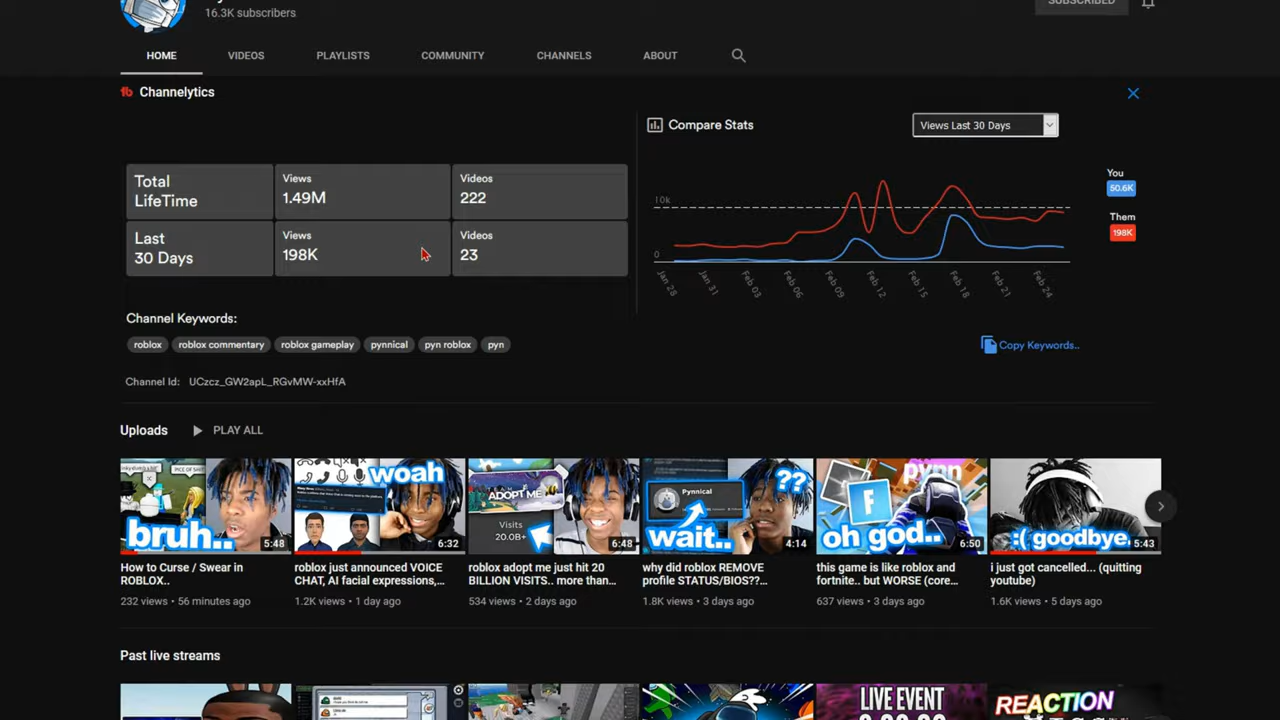 16.3K subscribers
SUBSCRIBED
HOME
VIDEOS
PLAYLISTS
COMMUNITY
CHANNELS
ABOUT
Channelytics
Compare Stats
Views Last 30 Days
Total
LifeTime
Views
1.49M
Videos
222
Last
30 Days
Views
198K
Videos
23
10k
0
Jan 28
Jan 31
Feb 03
Feb 06
Feb 09
Feb 12
Feb 15
Feb 18
Feb 21
Feb 24
You
50.6K
Them
198K
Channel Keywords:
roblox
roblox commentary
roblox gameplay
pynnical
pyn roblox
pyn
Copy Keywords..
Channel Id: UCzcz_GW2apL_RGvMW-xxHfA
Uploads
PLAY ALL
bruh..
5:48
woah
6:32
ADOPT ME
Visits
20.0B+
6:48
Pynnical
??
wait..
4:14
pynn
F
oh god..
6:50
:( goodbye.
5:43
How to Curse / Swear in
ROBLOX..
232 views • 56 minutes ago
roblox just announced VOICE
CHAT, AI facial expressions,...
1.2K views • 1 day ago
roblox adopt me just hit 20
BILLION VISITS.. more than...
534 views • 2 days ago
why did roblox REMOVE
profile STATUS/BIOS??...
1.8K views • 3 days ago
this game is like roblox and
fortnite.. but WORSE (core...
637 views • 3 days ago
i just got cancelled... (quitting
youtube)
1.6K views • 5 days ago
Past live streams
LIVE EVENT
REACTION